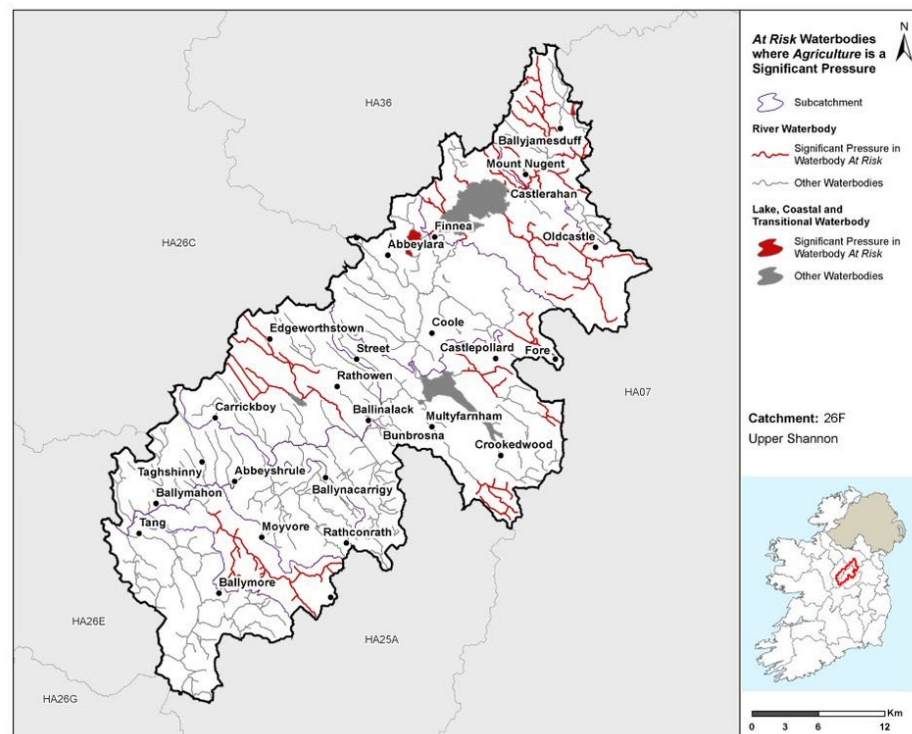 At Risk Waterbodies
where Agriculture is a
Significant Pressure
N
Subcatchment
River Waterbody
Significant Pressure in
Waterbody At Risk
Other Waterbodies
Lake, Coastal and
Transitional Waterbody
Significant Pressure in
Waterbody At Risk
Other Waterbodies
Catchment: 26F
Upper Shannon
Km
0 3 6 12
HA36
Ballyjamesduff
Mount Nugent
Castlerahan
Finnea
Oldcastle
HA26C
Abbeylara
Edgeworthstown
Coole
Street
Castlepollard
Fore
Rathowen
HA07
Carrickboy
Ballinalack
Multyfarnham
Bunbrosna
Crookedwood
Taghshinny
Abbeyshrule
Ballynacarrigy
Ballymahon
Tang
Moyvore
Rathconrath
Ballymore
HA26E
HA25A
HA26G